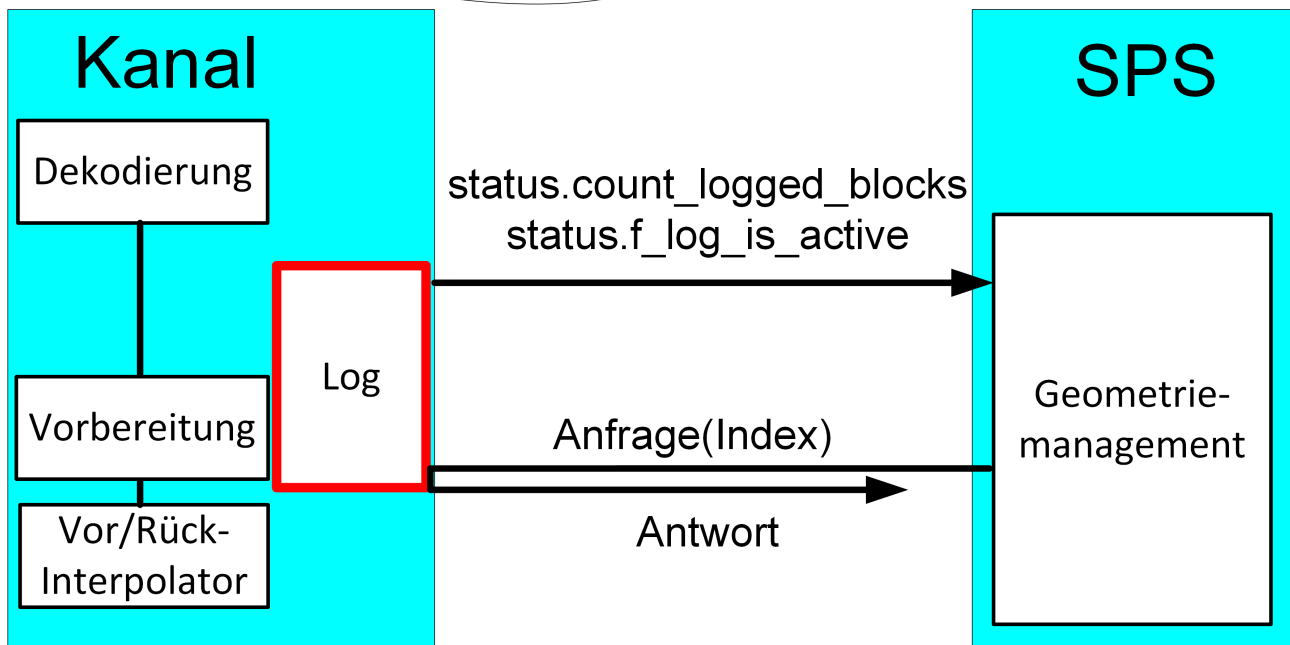 Kanal
SPS
Dekodierung
status.count_logged_blocks
status.f_log_is_active
Log
Vorbereitung
Anfrage(Index)
Geometrie-
management
Vor/Rück-
Interpolator
Antwort